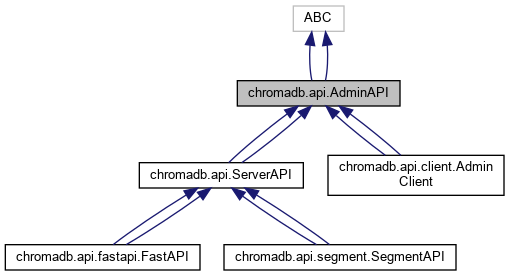 ABC
chromadb.api.AdminAPI
chromadb.api.ServerAPI
chromadb.api.client.Admin
Client
chromadb.api.fastapi.FastAPI
chromadb.api.segment.SegmentAPI